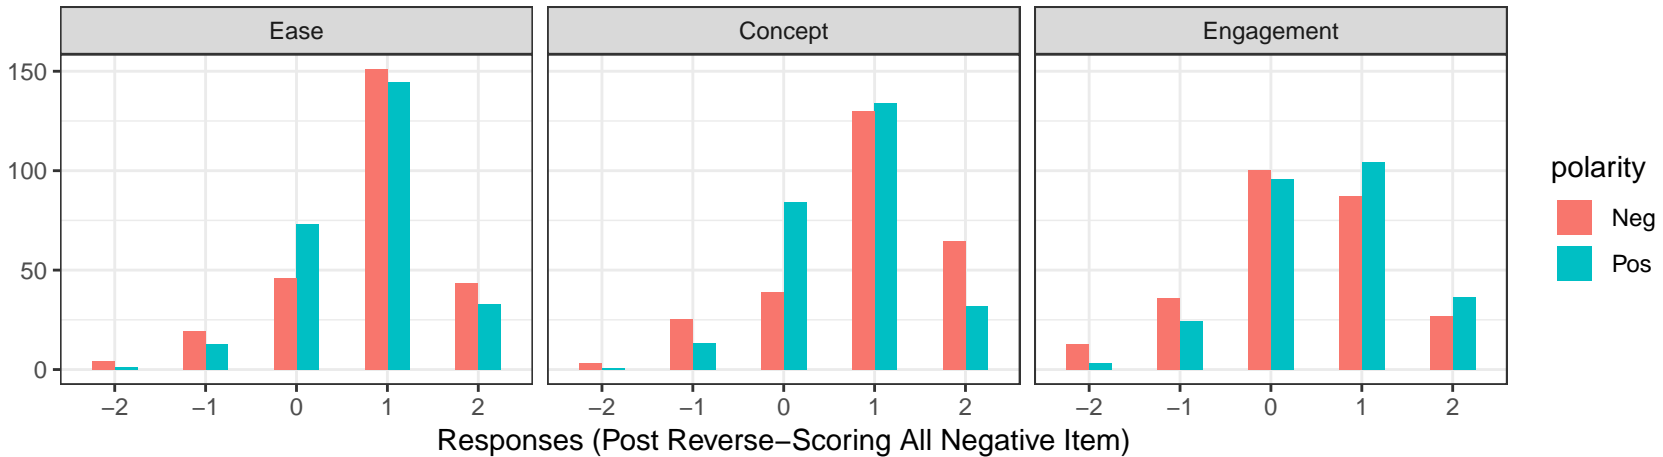 Ease Concept Engagement
150
100
50
0
−2 −1 0 1 2 −2 −1 0 1 2 −2 −1 0 1 2
Responses (Post Reverse−Scoring All Negative Item)
polarity
Neg
Pos